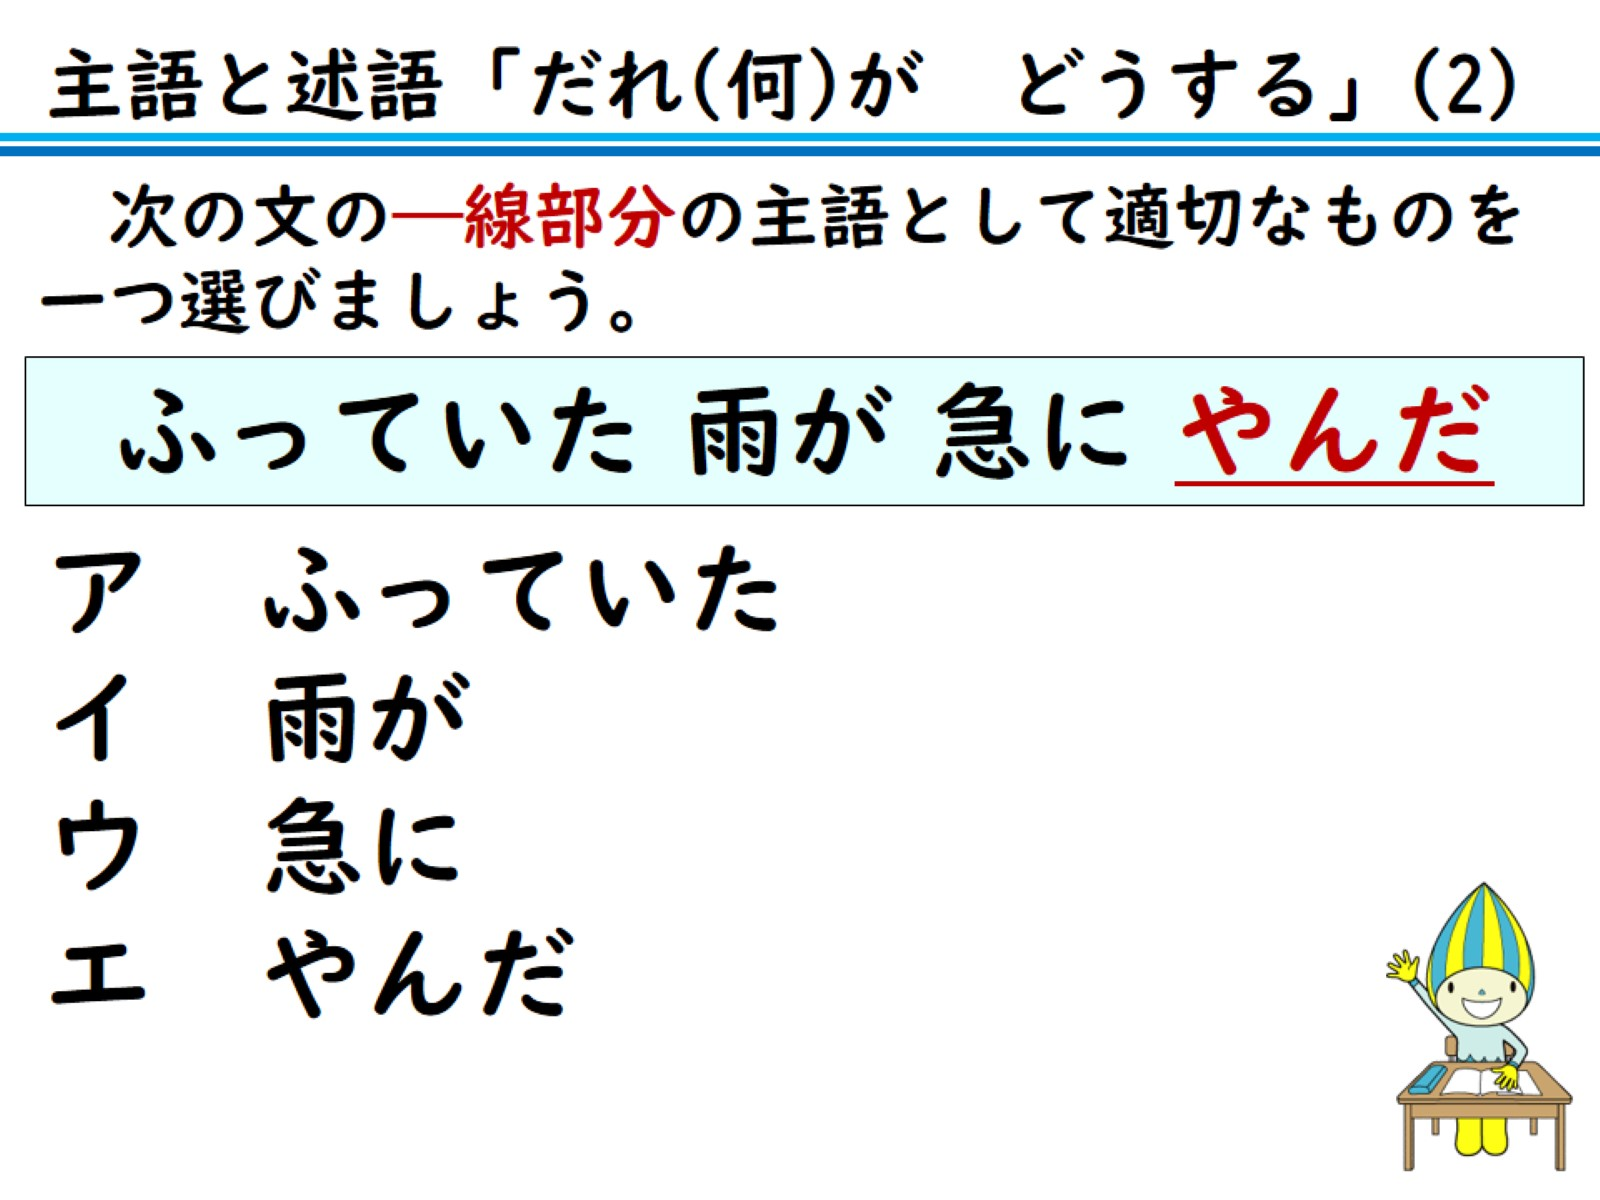 主語と述語「だれ(何)が　どうする」(2)
次の文の―線部分の主語として適切なものを
一つ選びましょう。
ふっていた 雨が 急に やんだ
ア　ふっていた
イ　雨が
ウ　急に
エ　やんだ